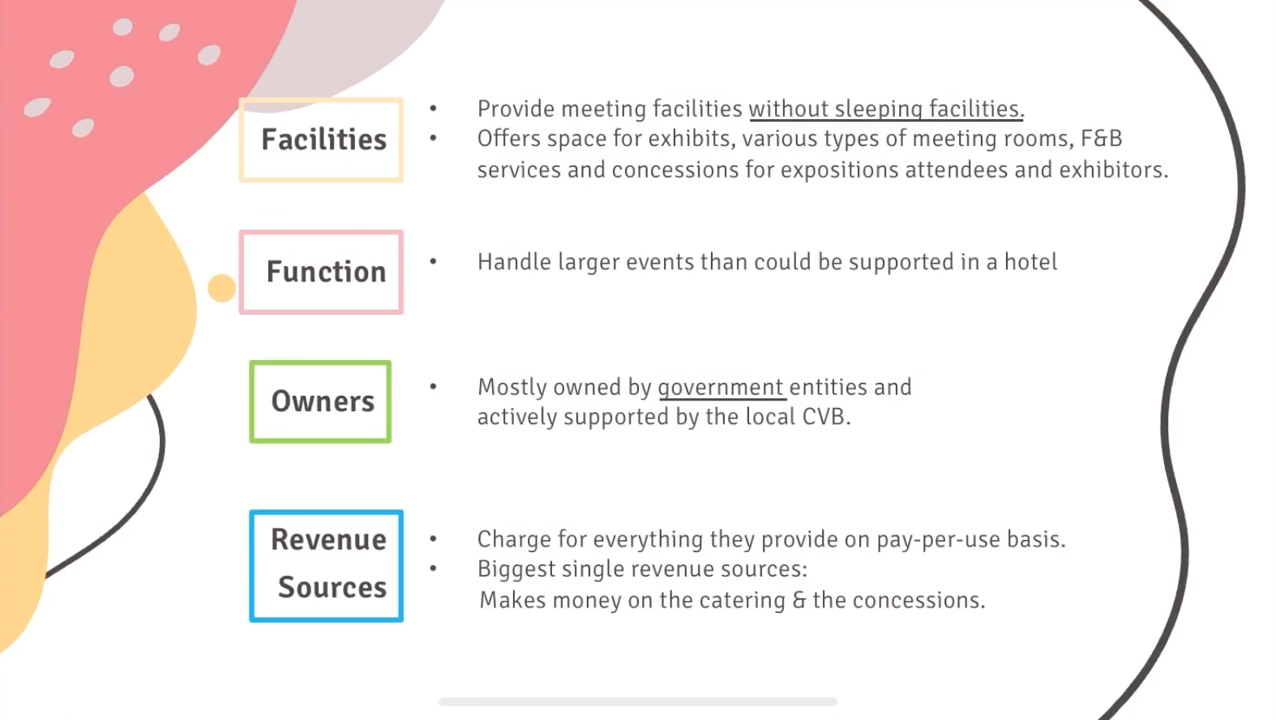 Facilities
• Provide meeting facilities without sleeping facilities.
• Offers space for exhibits, various types of meeting rooms, F&B
services and concessions for expositions attendees and exhibitors.
Function
• Handle larger events than could be supported in a hotel
Owners
• Mostly owned by government entities and
actively supported by the local CVB.
Revenue
Sources
• Charge for everything they provide on pay-per-use basis.
• Biggest single revenue sources:
Makes money on the catering & the concessions.